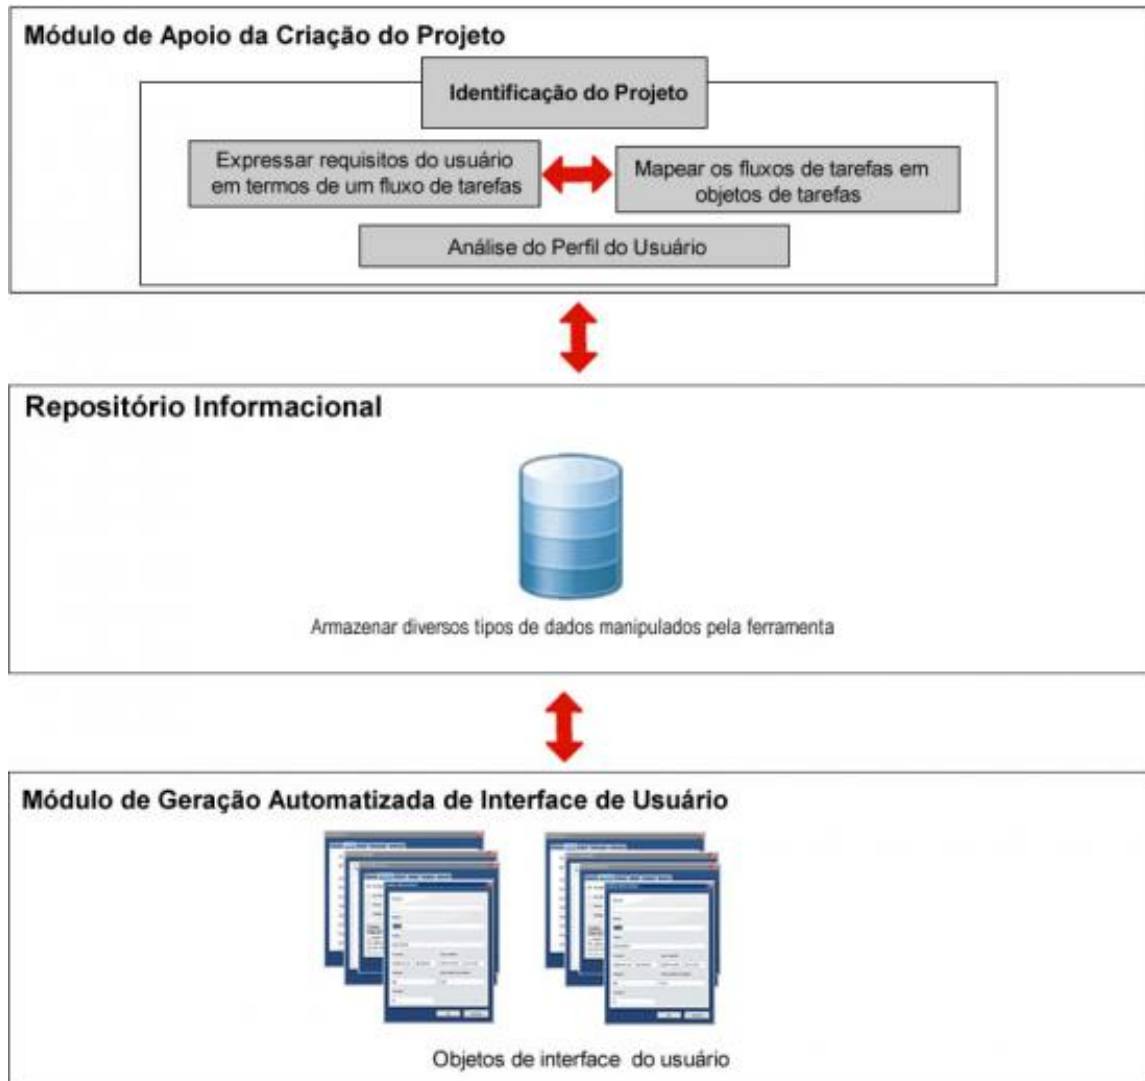 Módulo de Apoio da Criação do Projeto
Identificação do Projeto
Expressar requisitos do usuário
em termos de um fluxo de tarefas
Mapear os fluxos de tarefas em
objetos de tarefas
Análise do Perfil do Usuário
Repositório Informacional
Armazenar diversos tipos de dados manipulados pela ferramenta
Módulo de Geração Automatizada de Interface de Usuário
Objetos de interface do usuário